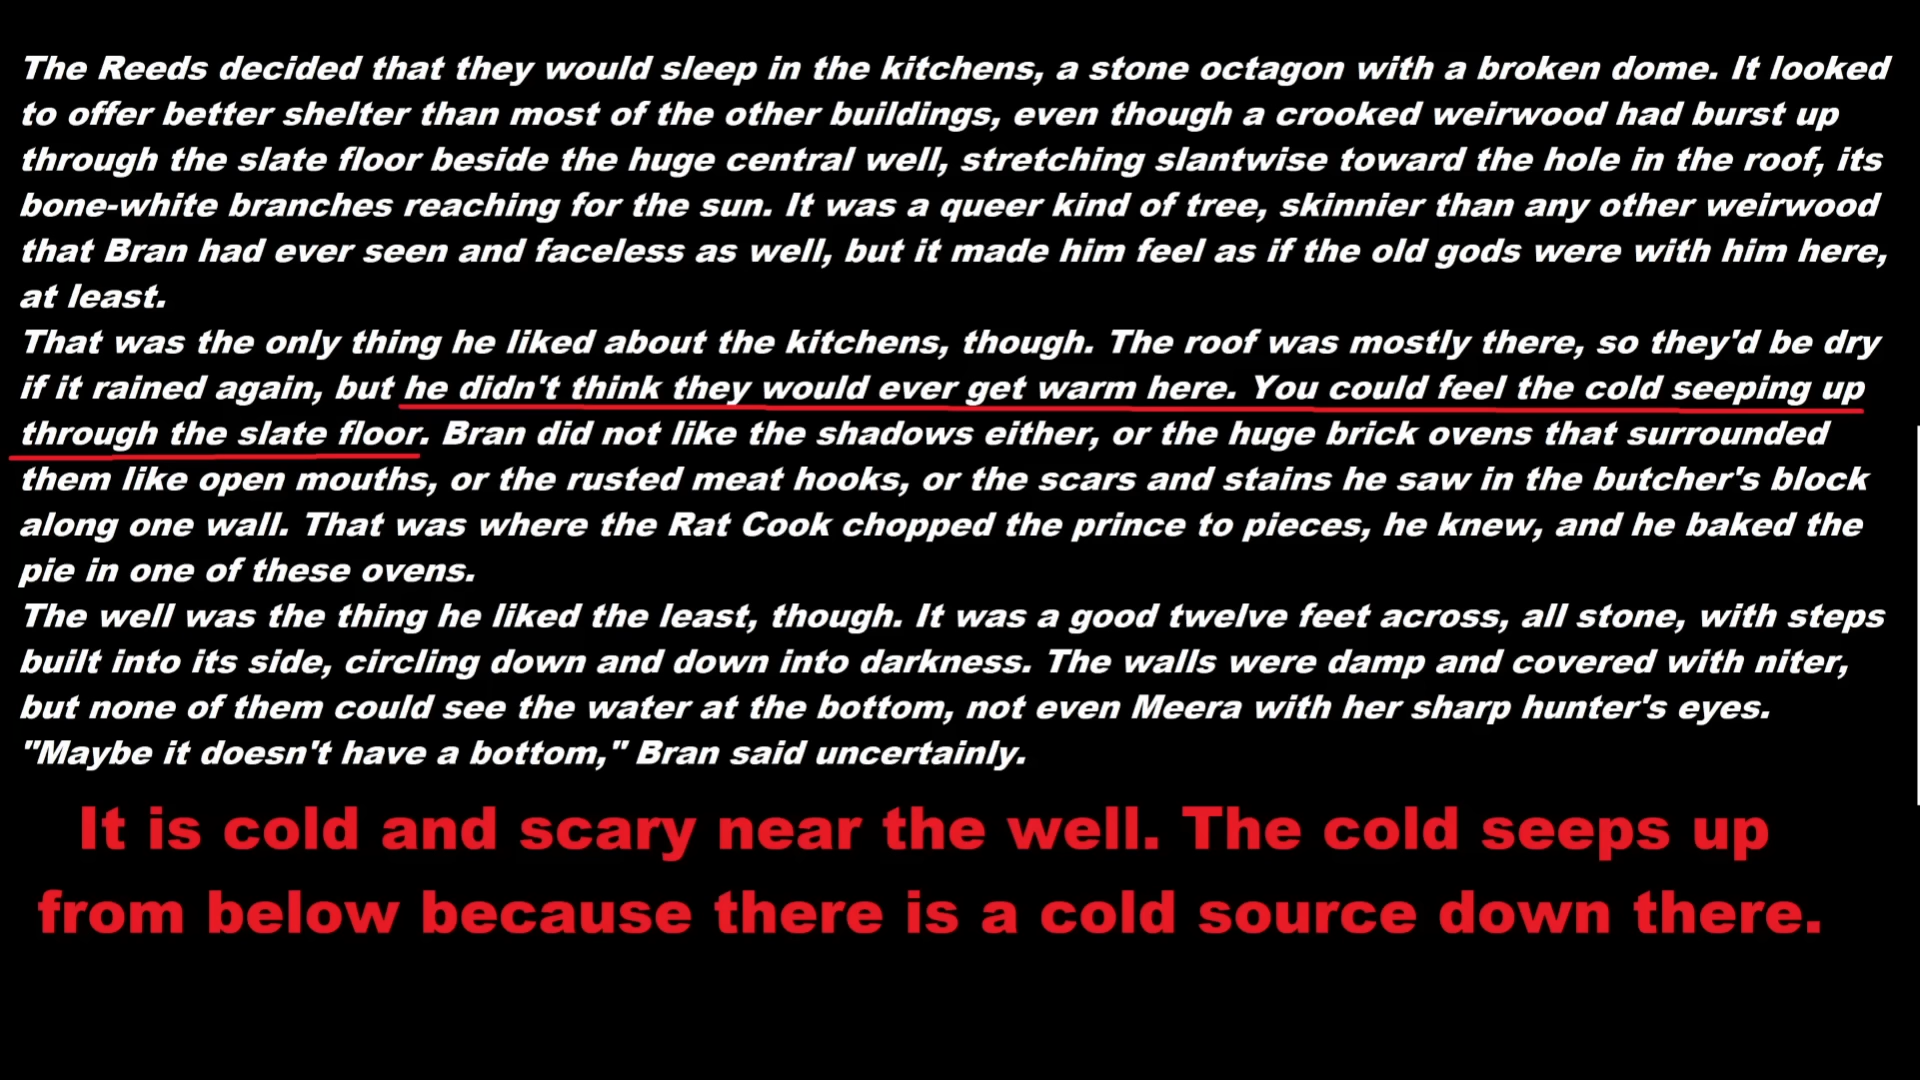 The Reeds decided that they would sleep in the kitchens, a stone octagon with a broken dome. It looked
to offer better shelter than most of the other buildings, even though a crooked weirwood had burst up
through the slate floor beside the huge central well, stretching slantwise toward the hole in the roof, its
bone-white branches reaching for the sun. It was a queer kind of tree, skinnier than any other weirwood
that Bran had ever seen and faceless as well, but it made him feel as if the old gods were with him here,
at least.
That was the only thing he liked about the kitchens, though. The roof was mostly there, so they'd be dry
if it rained again, but he didn't think they would ever get warm here. You could feel the cold seeping up
through the slate floor. Bran did not like the shadows either, or the huge brick ovens that surrounded
them like open mouths, or the rusted meat hooks, or the scars and stains he saw in the butcher's block
along one wall. That was where the Rat Cook chopped the prince to pieces, he knew, and he baked the
pie in one of these ovens.
The well was the thing he liked the least, though. It was a good twelve feet across, all stone, with steps
built into its side, circling down and down into darkness. The walls were damp and covered with niter,
but none of them could see the water at the bottom, not even Meera with her sharp hunter's eyes.
"Maybe it doesn't have a bottom," Bran said uncertainly.
It is cold and scary near the well. The cold seeps up
from below because there is a cold source down there.